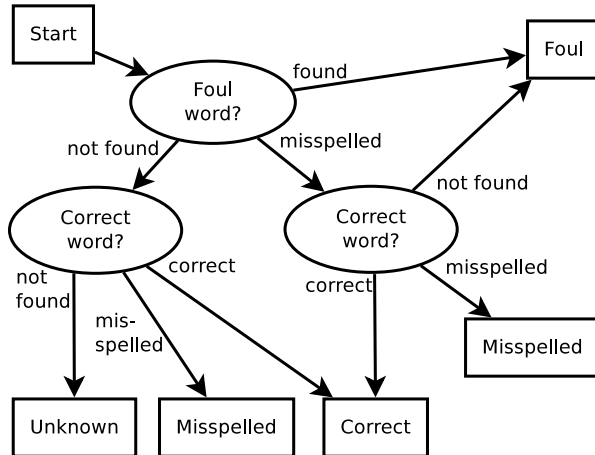 Start
Foul
found
Foul
word?
not found
misspelled
not found
Correct
word?
Correct
word?
not
found
correct
correct
misspelled
mis-
spelled
Misspelled
Unknown
Misspelled
Correct